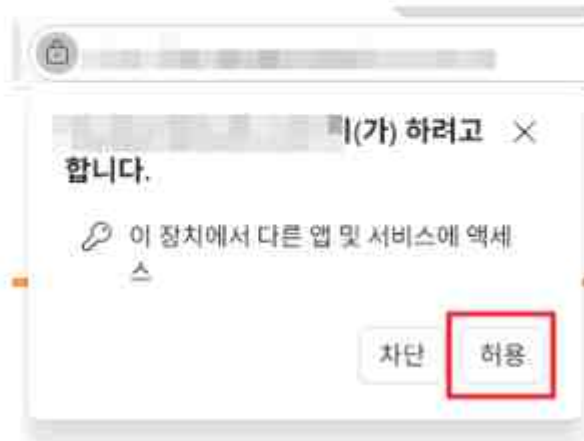 이(가) 하려고
합니다.
이 장치에서 다른 앱 및 서비스에 액세
스
차단
허용